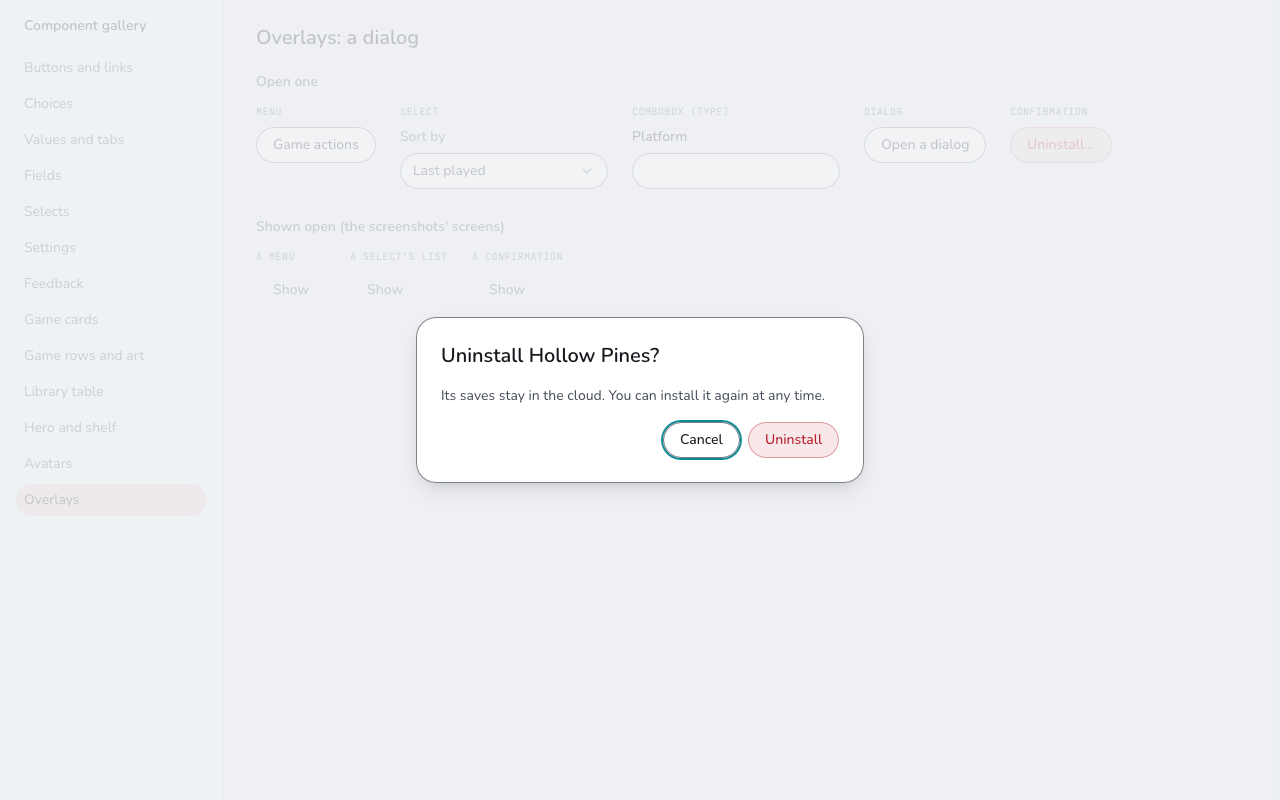 Component gallery
Buttons and links
Choices
Values and tabs
Fields
Selects
Settings
Feedback
Game cards
Game rows and art
Library table
Hero and shelf
Avatars
Overlays
Overlays: a dialog
Open one
MENU
SELECT
COMBOBOX (TYPE)
DIALOG
CONFIRMATION
Sort by
Platform
Game actions
Last played
Open a dialog
Uninstall...
Shown open (the screenshots' screens)
A MENU
A SELECT'S LIST
A CONFIRMATION
Show
Show
Show
Uninstall Hollow Pines?
Its saves stay in the cloud. You can install it again at any time.
Cancel
Uninstall